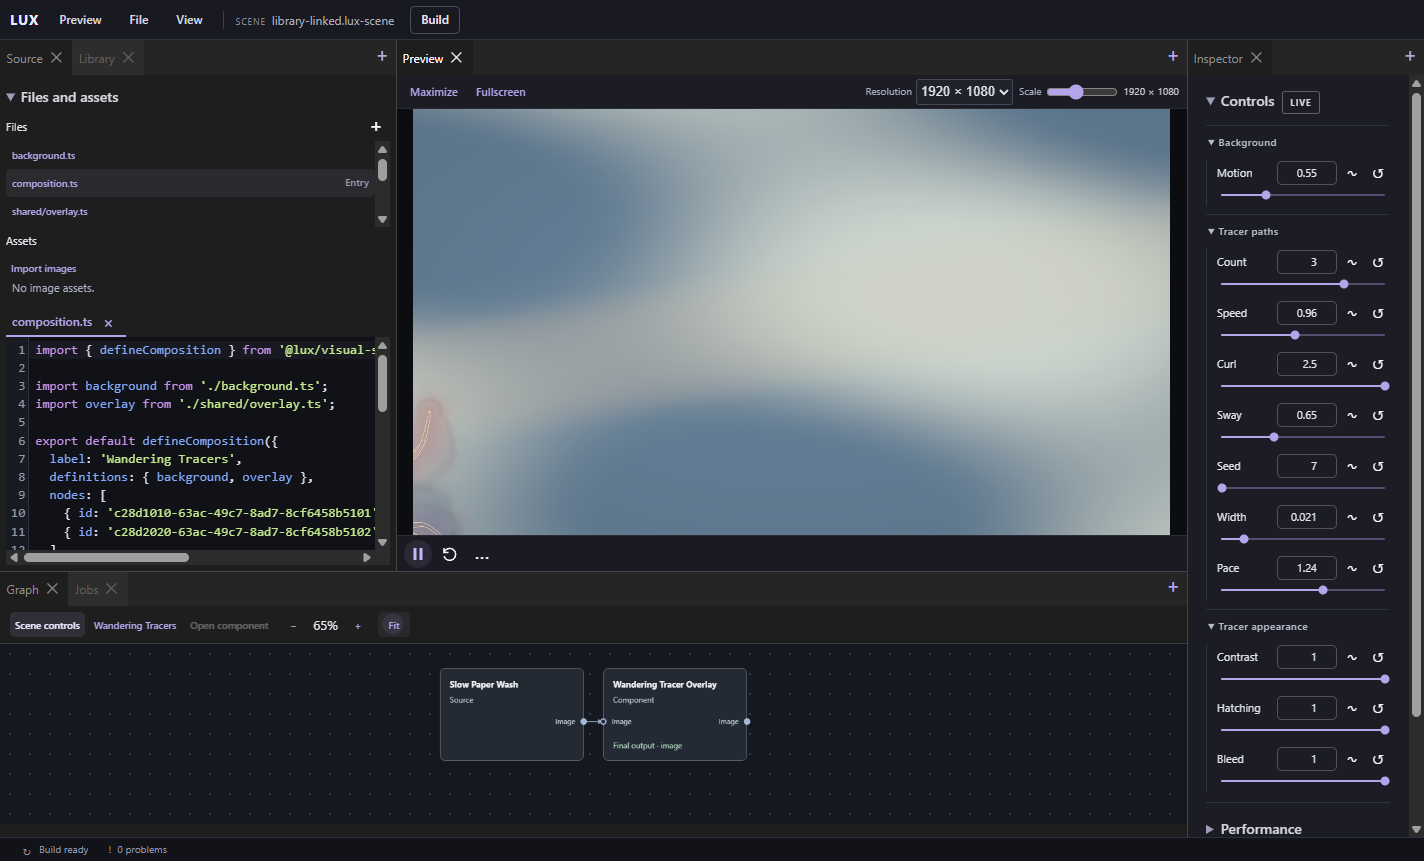 LUX Preview File View SCENE library-linked.lux-scene Build
Source Library
Files and assets
Files
background.ts
composition.ts Entry
shared/overlay.ts
Assets
Import images
No image assets.
composition.ts
1 import { defineComposition } from '@lux/visual-s
2
3 import background from './background.ts';
4 import overlay from './shared/overlay.ts';
5
6 export default defineComposition({
7 label: 'Wandering Tracers',
8 definitions: { background, overlay },
9 nodes: [
10 { id: 'c28d1010-63ac-49c7-8ad7-8cf6458b5101'
11 { id: 'c28d2020-63ac-49c7-8ad7-8cf6458b5102'
12 ]
Preview
Maximize Fullscreen Resolution 1920 × 1080 Scale 1920 × 1080
Graph Jobs
Scene controls Wandering Tracers Open component − 65% + Fit
Slow Paper Wash
Source
Image
Wandering Tracer Overlay
Component
Image Image
Final output · image
Inspector
Controls LIVE
Background
Motion 0.55
Tracer paths
Count 3
Speed 0.96
Curl 2.5
Sway 0.65
Seed 7
Width 0.021
Pace 1.24
Tracer appearance
Contrast 1
Hatching 1
Bleed 1
Performance
Build ready ! 0 problems